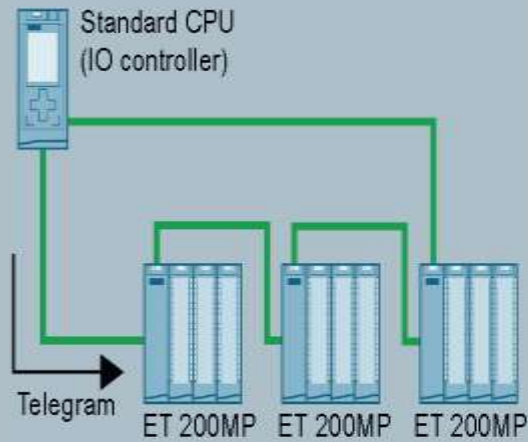 Standard CPU
(IO controller)
Telegram
ET 200MP ET 200MP ET 200MP